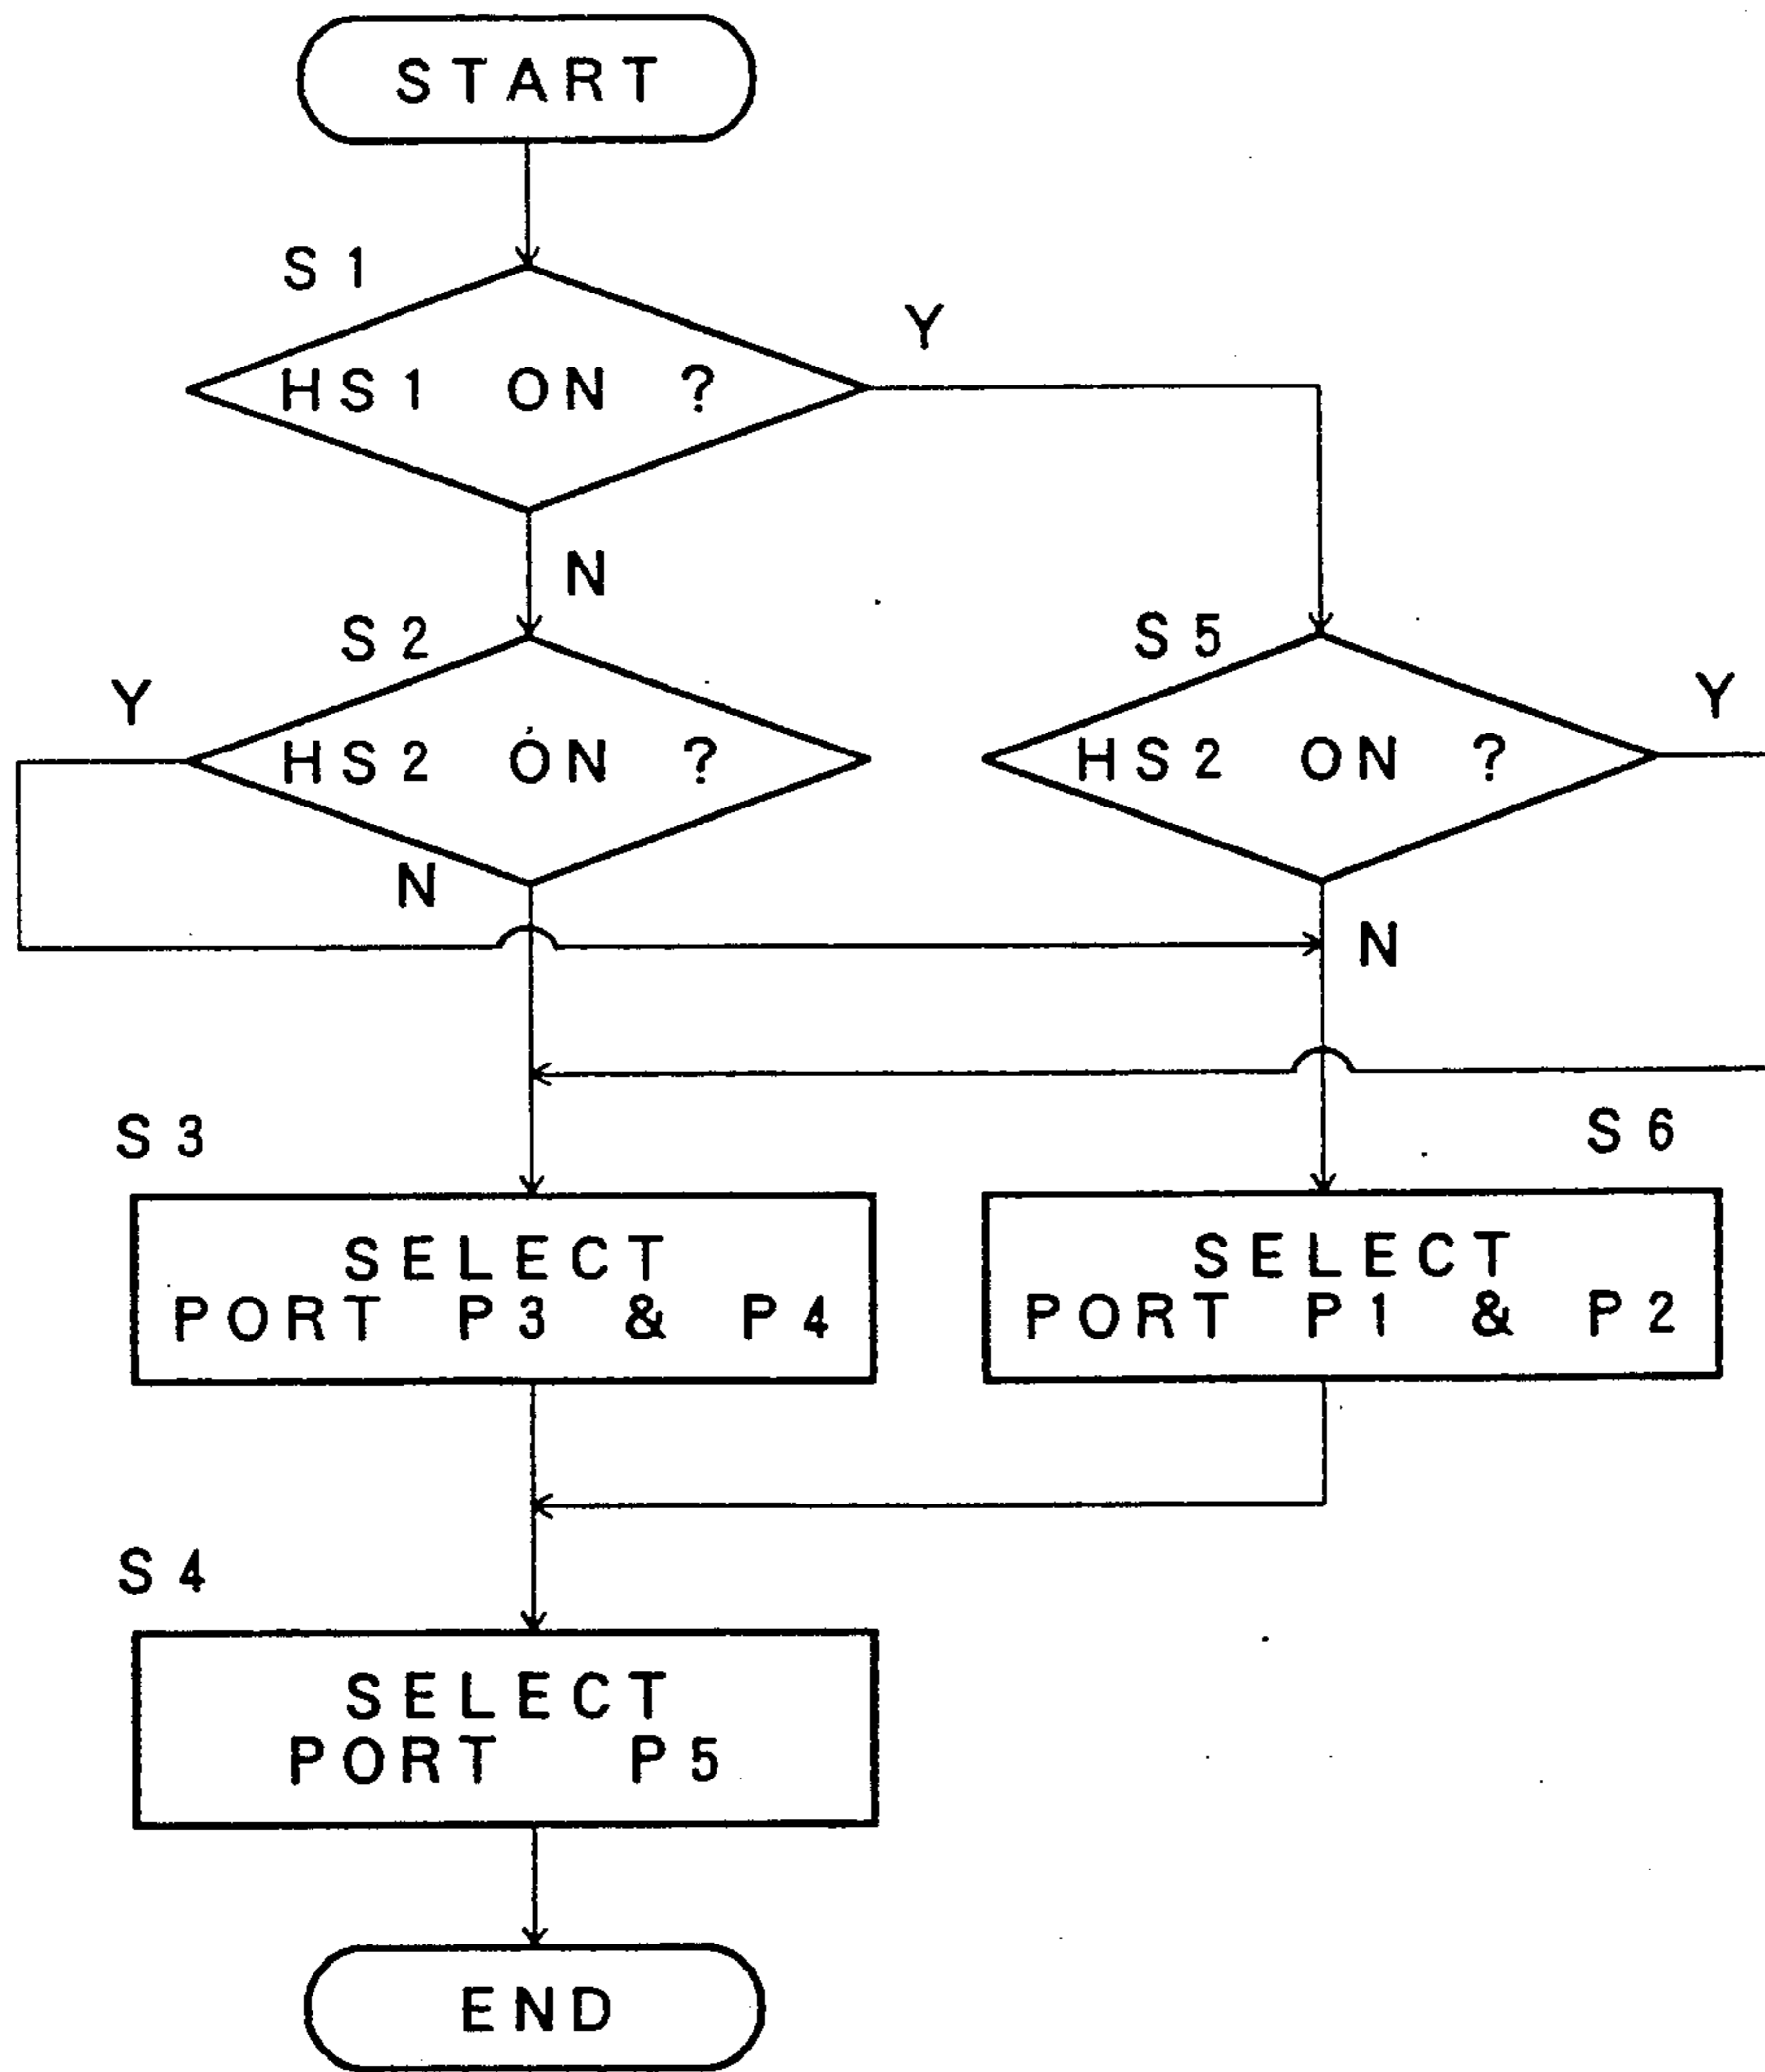 START
S1
HS1 ON ?
Y
N
S2
HS2 ON ?
Y
N
S5
HS2 ON ?
Y
N
S3
SELECT
PORT P3 & P4
S6
SELECT
PORT P1 & P2
S4
SELECT
PORT P5
END